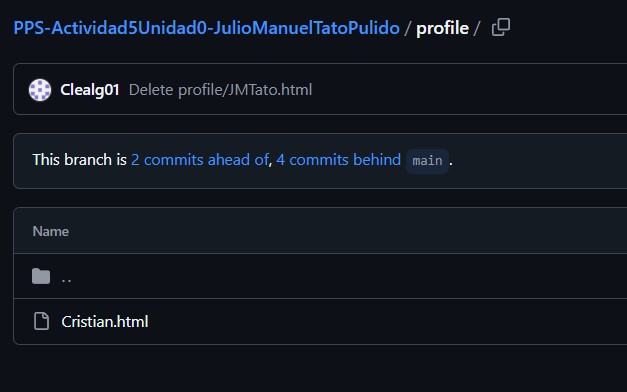 PPS-Actividad5Unidad0-JulioManuelTatoPulido / profile /
Clealg01 Delete profile/JMTato.html
This branch is 2 commits ahead of, 4 commits behind main.
Name
..
Cristian.html